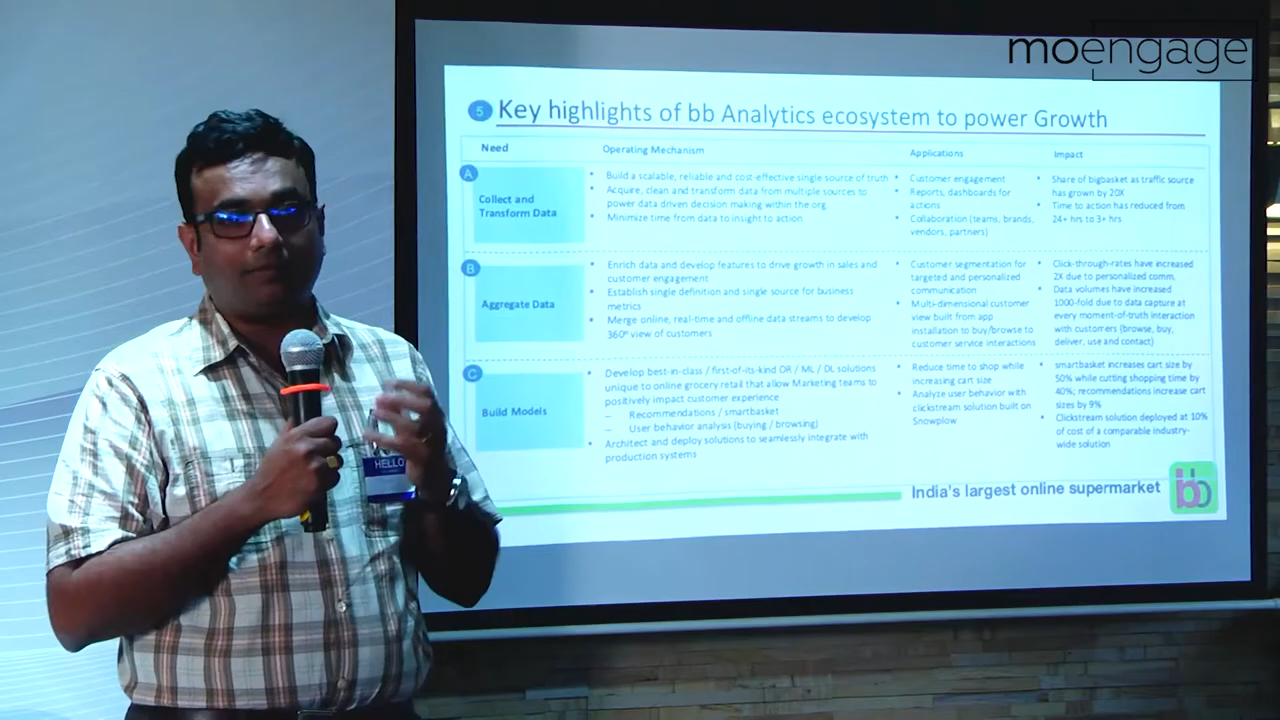 moengage
5 Key highlights of bb Analytics ecosystem to power Growth
Need
Operating Mechanism
Applications
Impact
A
Collect and
Transform Data
• Build a scalable, reliable and cost-effective single source of truth
• Acquire, clean and transform data from multiple sources to
power data driven decision making within the org
• Minimize time from data to insight to action
• Customer engagement
• Reports, dashboards for
actions
• Collaboration (teams, brands,
vendors, partners)
• Share of bigbasket as traffic source
has grown by 20X
• Time to action has reduced from
24+ hrs to 3+ hrs
B
Aggregate Data
• Enrich data and develop features to drive growth in sales and
customer engagement
• Establish single definition and single source for business
metrics
• Merge online, real-time and offline data streams to develop
360° view of customers
• Customer segmentation for
targeted and personalized
communication
• Multi-dimensional customer
view built from app
installation to buy/browse to
customer service interactions
• Click-through-rates have increased
2X due to personalized comm.
• Data volumes have increased
1000-fold due to data capture at
every moment-of-truth interaction
with customers (browse, buy,
deliver, use and contact)
C
Build Models
• Develop best-in-class / first-of-its-kind OR / ML / DL solutions
unique to online grocery retail that allow Marketing teams to
positively impact customer experience
– Recommendations / smartbasket
– User behavior analysis (buying / browsing)
• Architect and deploy solutions to seamlessly integrate with
production systems
• Reduce time to shop while
increasing cart size
• Analyze user behavior with
clickstream solution built on
Snowplow
• smartbasket increases cart size by
50% while cutting shopping time by
40%; recommendations increase cart
sizes by 9%
• Clickstream solution deployed at 10%
of cost of a comparable industry-
wide solution
India's largest online supermarket
bb
HELLO